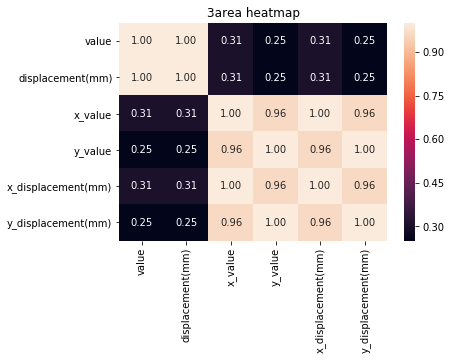 3area heatmap
value 1.00 1.00 0.31 0.25 0.31 0.25
displacement(mm) 1.00 1.00 0.31 0.25 0.31 0.25
x_value 0.31 0.31 1.00 0.96 1.00 0.96
y_value 0.25 0.25 0.96 1.00 0.96 1.00
x_displacement(mm) 0.31 0.31 1.00 0.96 1.00 0.96
y_displacement(mm) 0.25 0.25 0.96 1.00 0.96 1.00
value
displacement(mm)
x_value
y_value
x_displacement(mm)
y_displacement(mm)
0.90
0.75
0.60
0.45
0.30